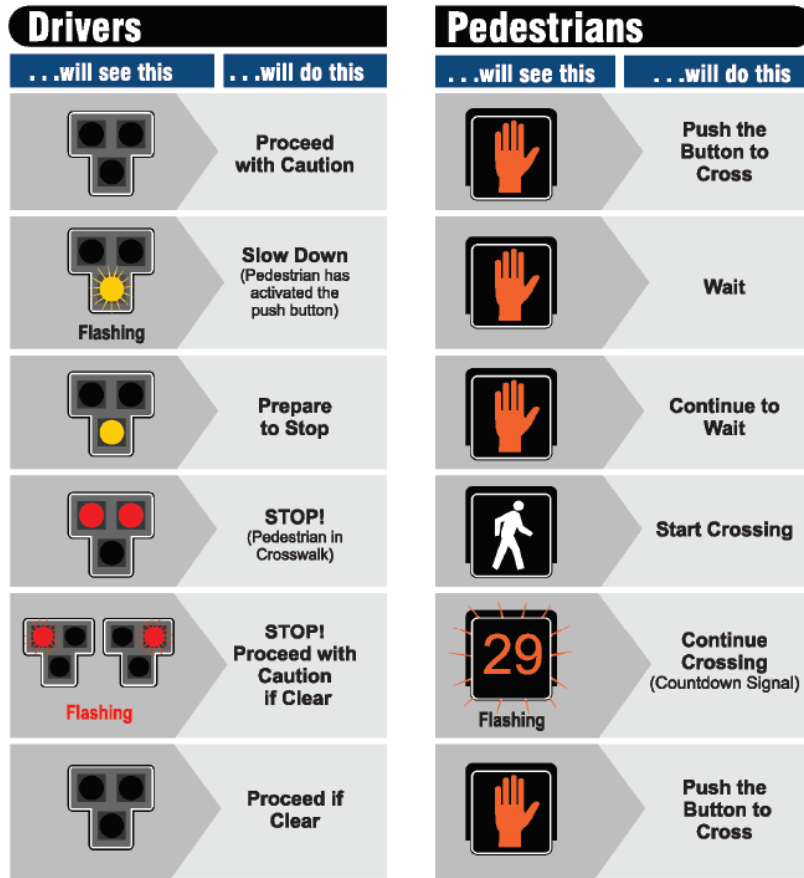 Drivers
. . .will see this
. . .will do this
Proceed
with Caution
Flashing
Slow Down
(Pedestrian has
activated the
push button)
Prepare
to Stop
STOP!
(Pedestrian in
Crosswalk)
Flashing
STOP!
Proceed with
Caution
if Clear
Proceed if
Clear
Pedestrians
. . .will see this
. . .will do this
Push the
Button to
Cross
Wait
Continue to
Wait
Start Crossing
29
Flashing
Continue
Crossing
(Countdown Signal)
Push the
Button to
Cross